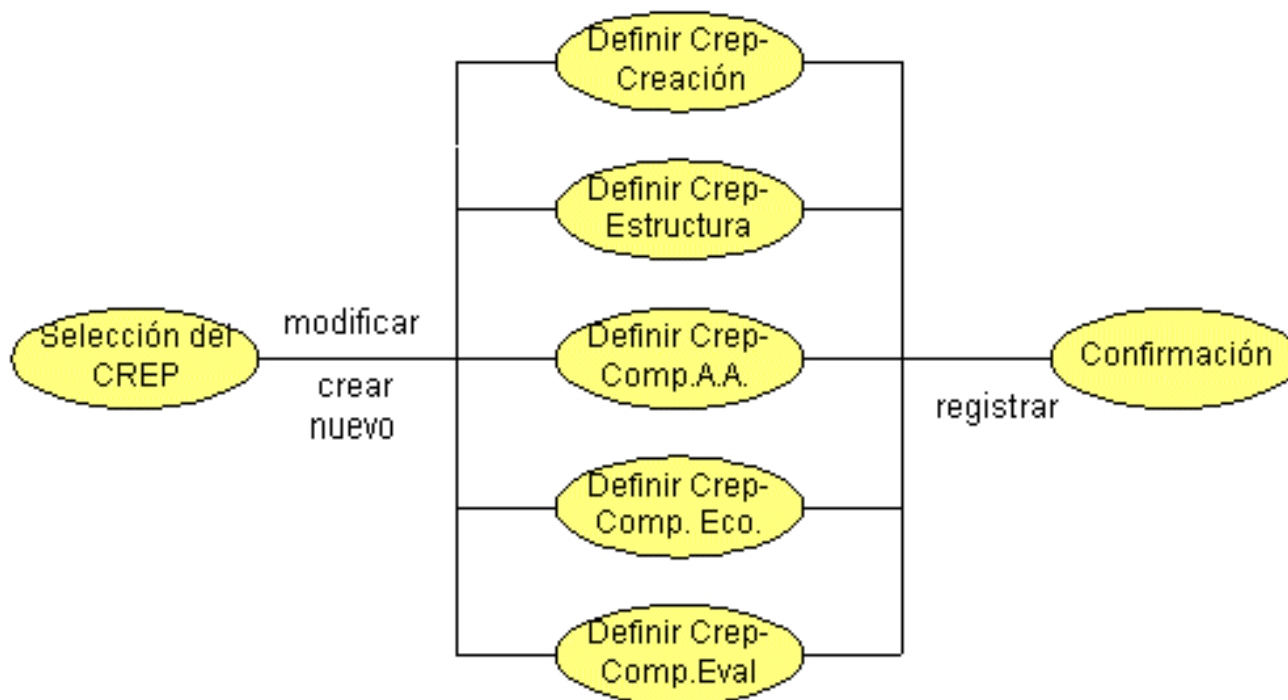 Definir Crep-
Creación
Definir Crep-
Estructura
Selección del
CREP
modificar
crear
nuevo
Definir Crep-
Comp.A.A.
Confirmación
registrar
Definir Crep-
Comp. Eco.
Definir Crep-
Comp.Eval